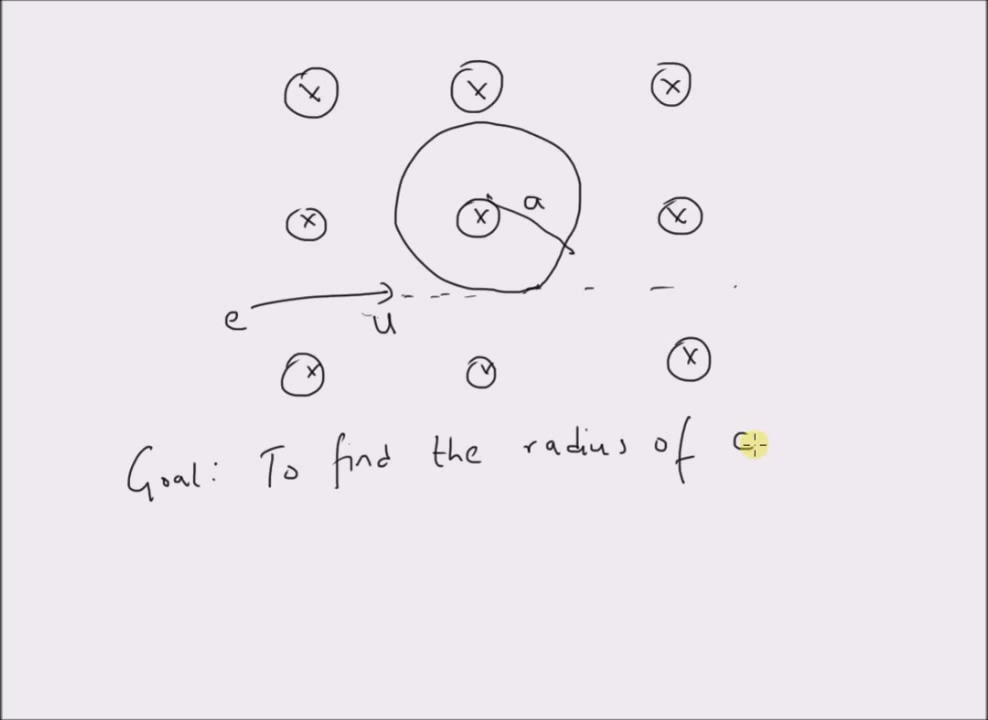 x x x
a
x x x
e u
x x
Goal: To find the radius of